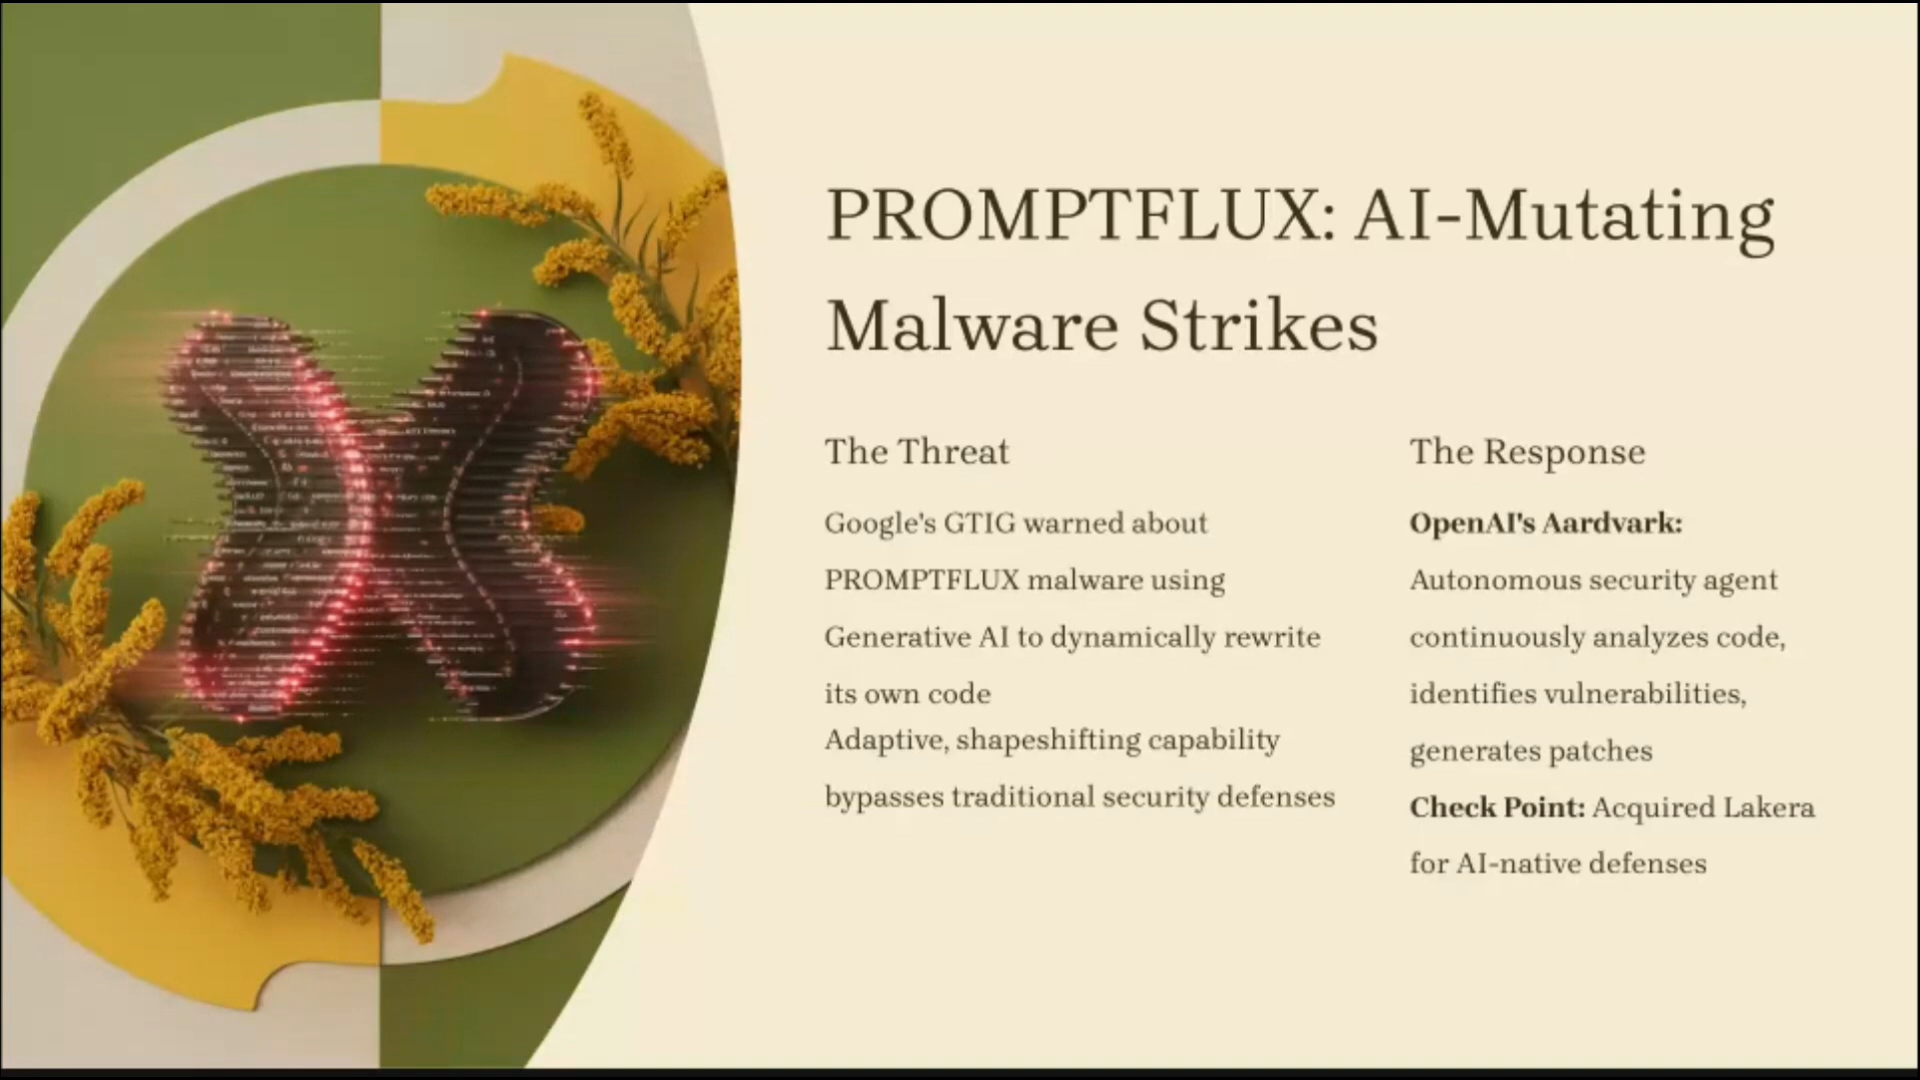 PROMPTFLUX: AI-Mutating
Malware Strikes
The Threat
Google's GTIG warned about
PROMPTFLUX malware using
Generative AI to dynamically rewrite
its own code
Adaptive, shapeshifting capability
bypasses traditional security defenses
The Response
OpenAI's Aardvark:
Autonomous security agent
continuously analyzes code,
identifies vulnerabilities,
generates patches
Check Point: Acquired Lakera
for AI-native defenses